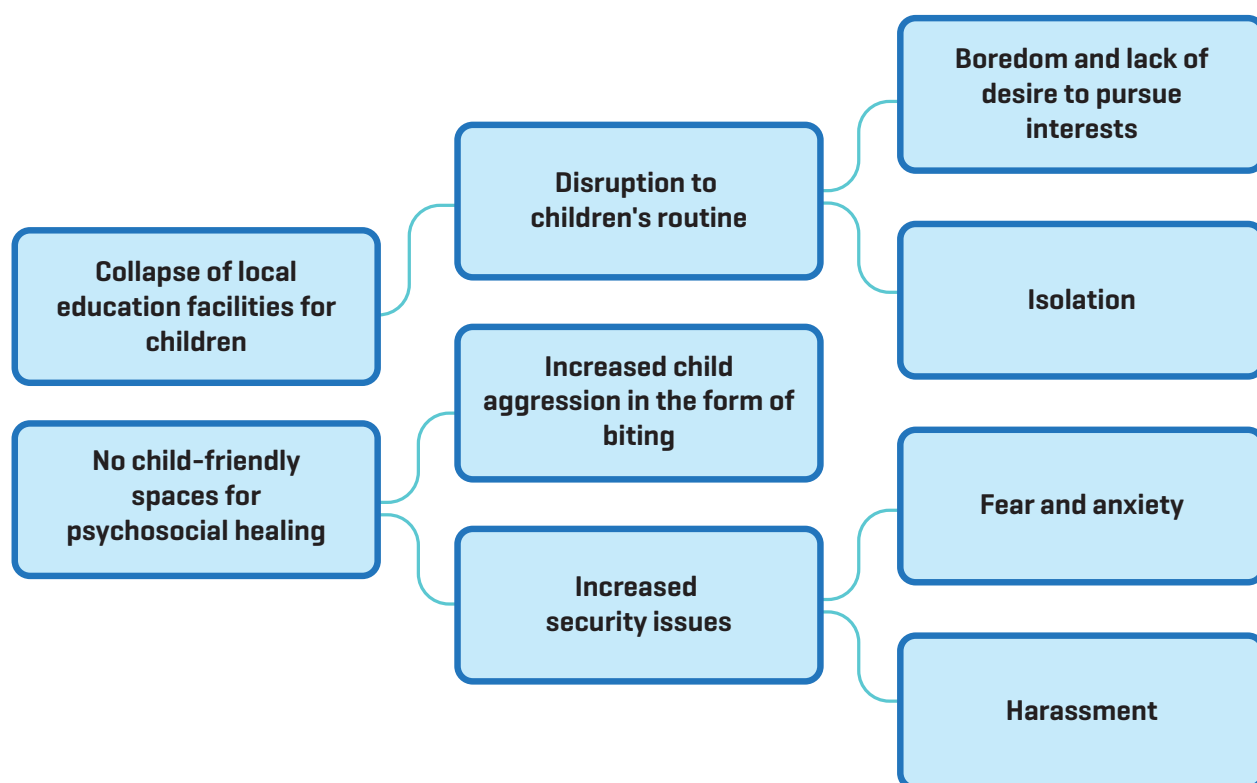 Collapse of local
education facilities for
children
Disruption to
children's routine
Boredom and lack of
desire to pursue
interests
Isolation
No child-friendly
spaces for
psychosocial healing
Increased child
aggression in the form of
biting
Increased
security issues
Fear and anxiety
Harassment